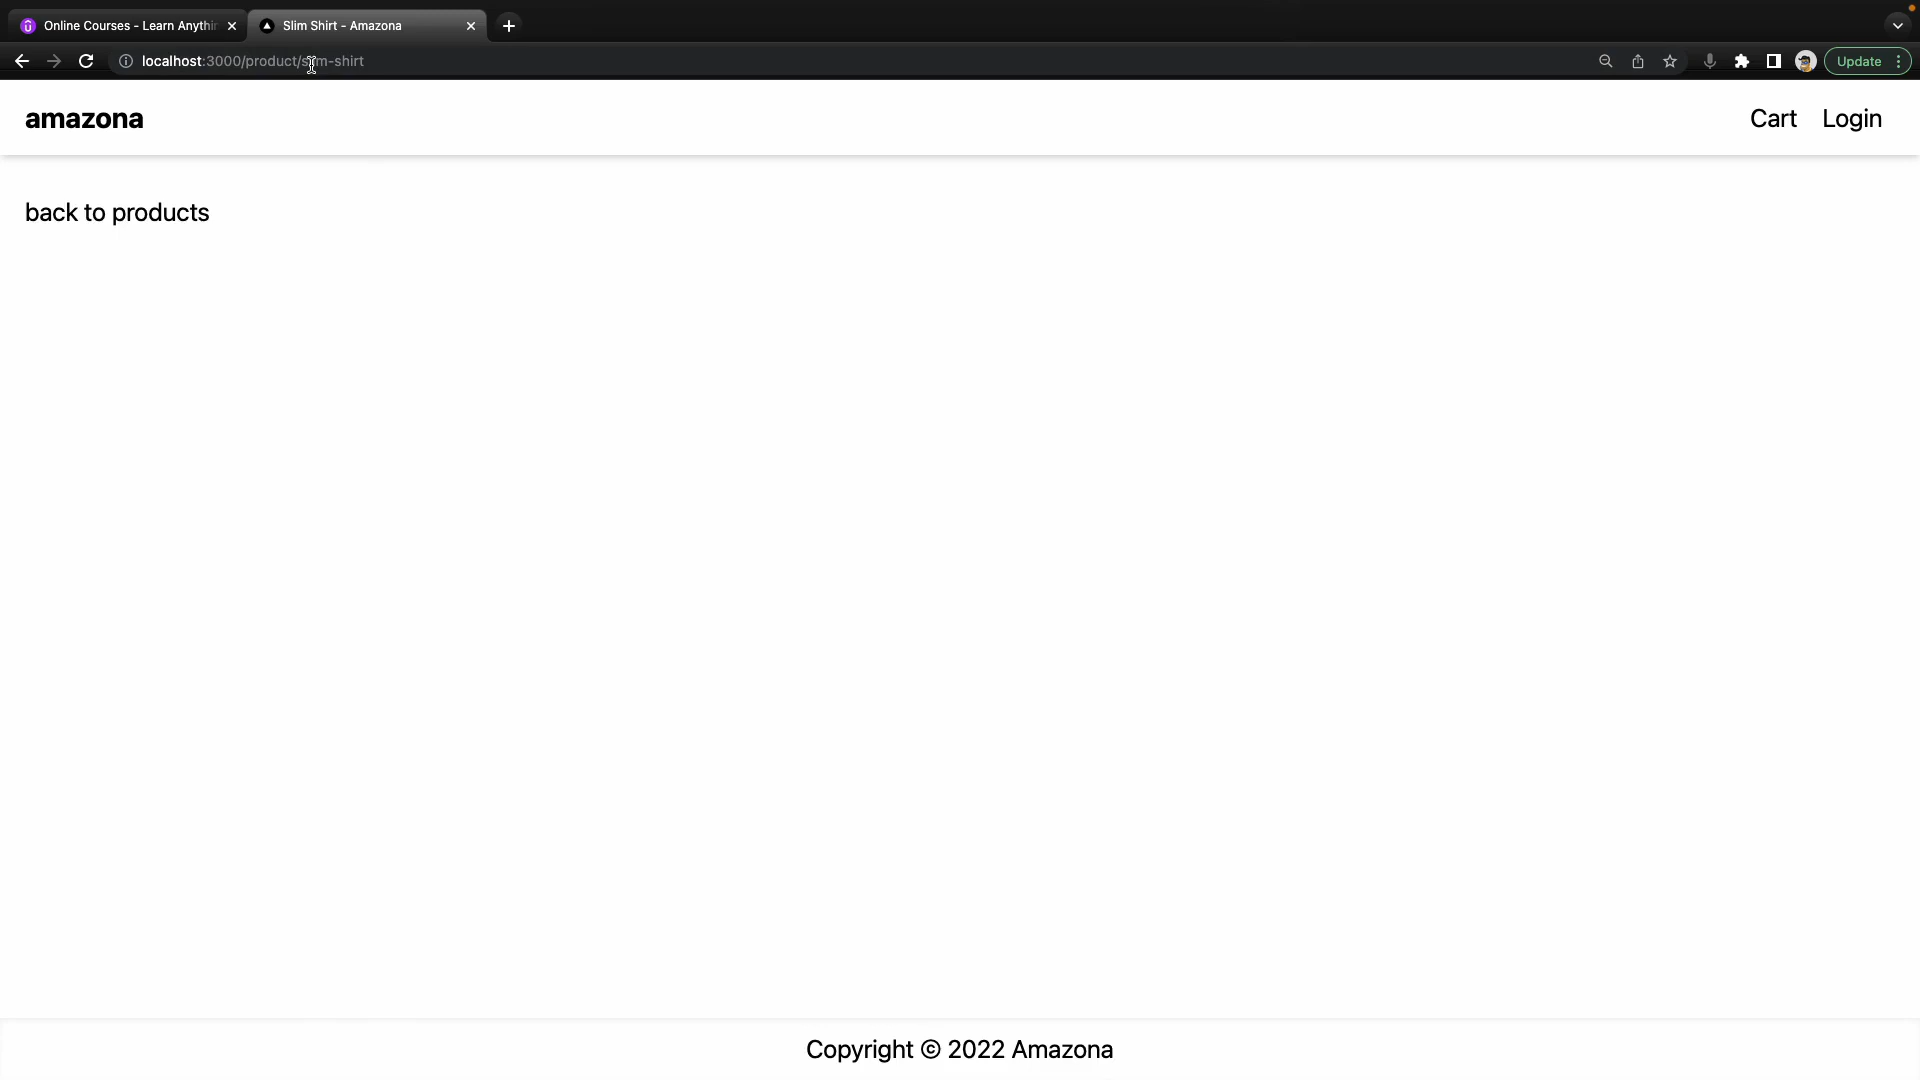 Online Courses - Learn Anythin
Slim Shirt - Amazona
localhost:3000/product/slim-shirt
Update
amazona
Cart
Login
back to products
Copyright © 2022 Amazona